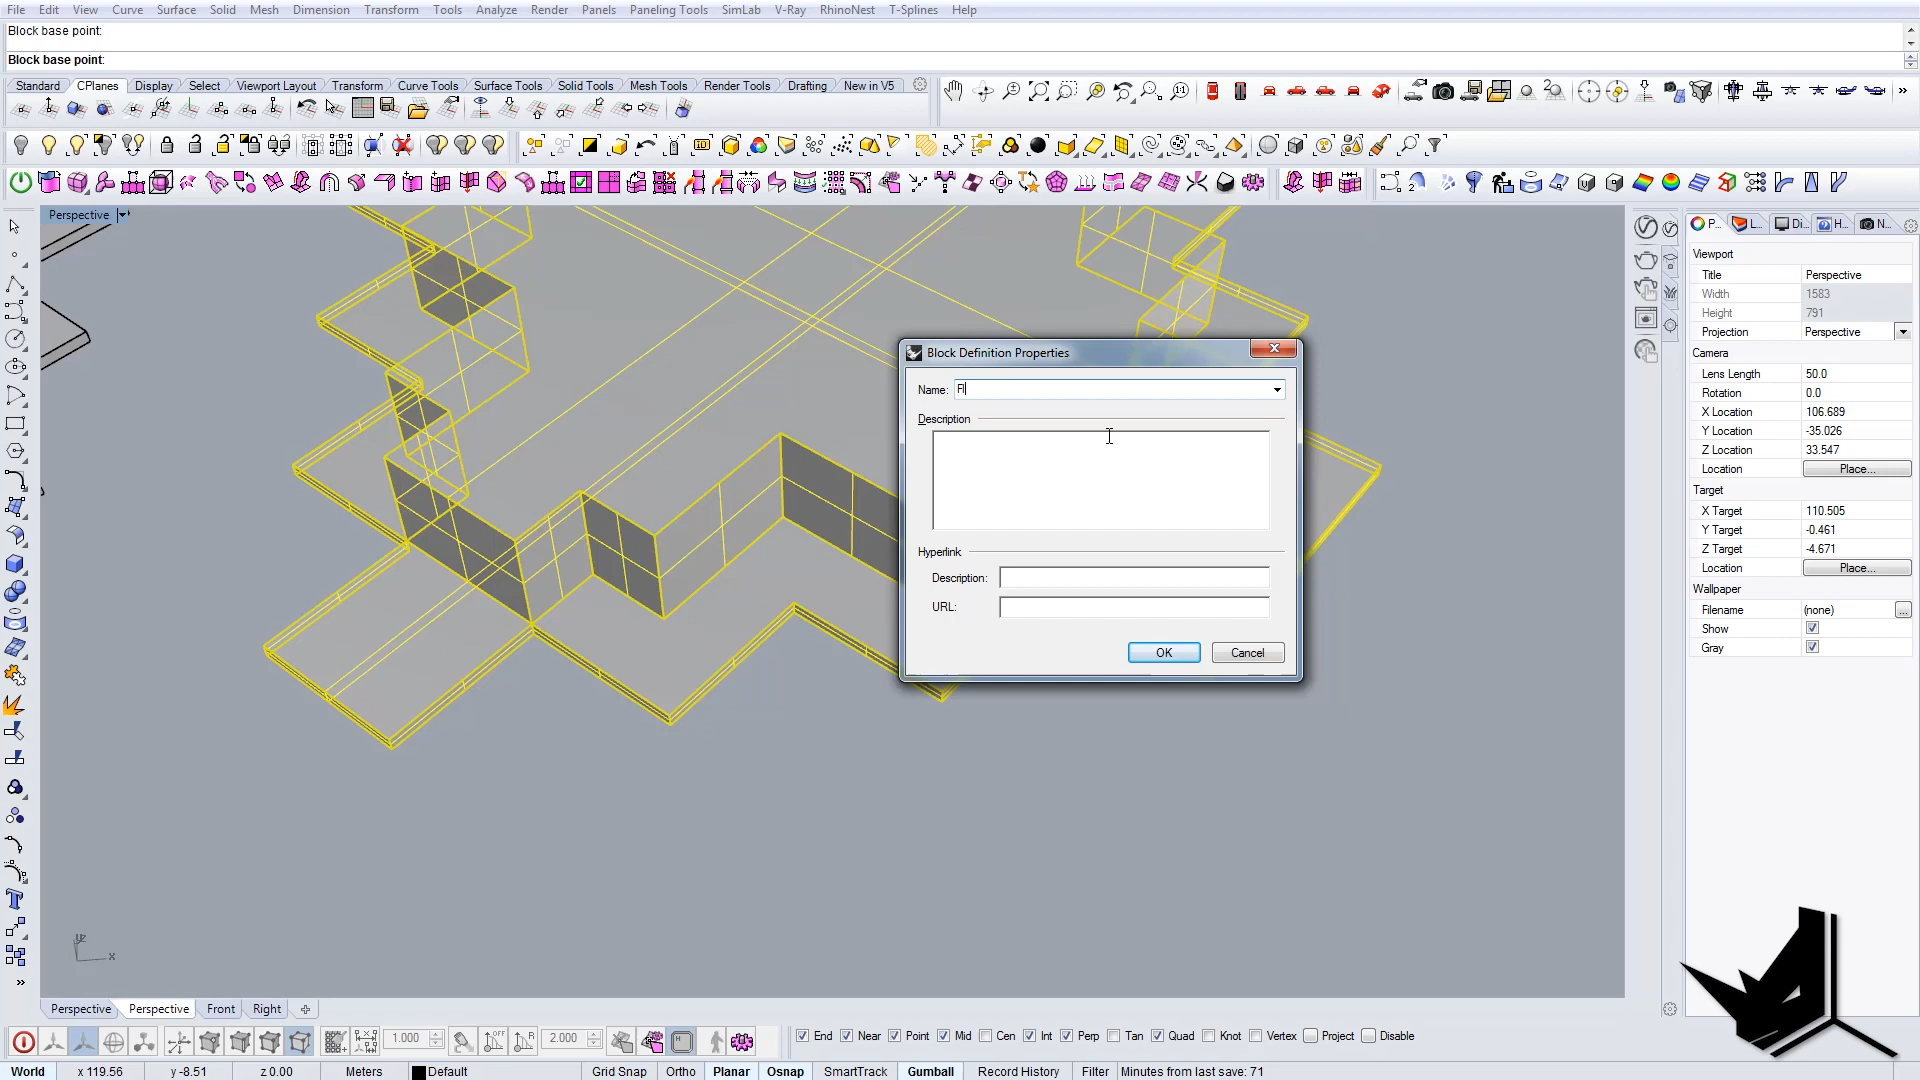 File Edit View Curve Surface Solid Mesh Dimension Transform Tools Analyze Render Panels Paneling Tools SimLab V-Ray RhinoNest T-Splines Help
Block base point:
Block base point:
Standard CPlanes Display Select Viewport Layout Transform Curve Tools Surface Tools Solid Tools Mesh Tools Render Tools Drafting New in V5
Perspective
P... L... Di... H... N...
Viewport
Title Perspective
Width 1583
Height 791
Projection Perspective
Camera
Lens Length 50.0
Rotation 0.0
X Location 106.689
Y Location -35.026
Z Location 33.547
Location Place...
Target
X Target 110.505
Y Target -0.461
Z Target -4.671
Location Place...
Wallpaper
Filename (none) ...
Show
Gray
Block Definition Properties
Name: Fl
Description
Hyperlink
Description:
URL:
OK Cancel
x
Perspective Perspective Front Right
1.000 2.000
End Near Point Mid Cen Int Perp Tan Quad Knot Vertex Project Disable
World x 119.56 y -8.51 z 0.00 Meters Default Grid Snap Ortho Planar Osnap SmartTrack Gumball Record History Filter Minutes from last save: 71